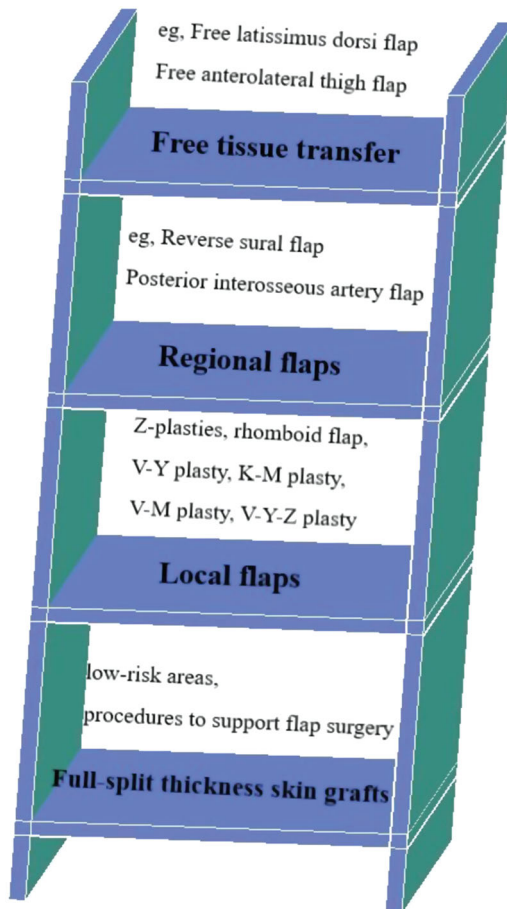 eg, Free latissimus dorsi flap
Free anterolateral thigh flap
Free tissue transfer
eg, Reverse sural flap
Posterior interosseous artery flap
Regional flaps
Z-plasties, rhomboid flap,
V-Y plasty, K-M plasty,
V-M plasty, V-Y-Z plasty
Local flaps
low-risk areas,
procedures to support flap surgery
Full-split thickness skin grafts